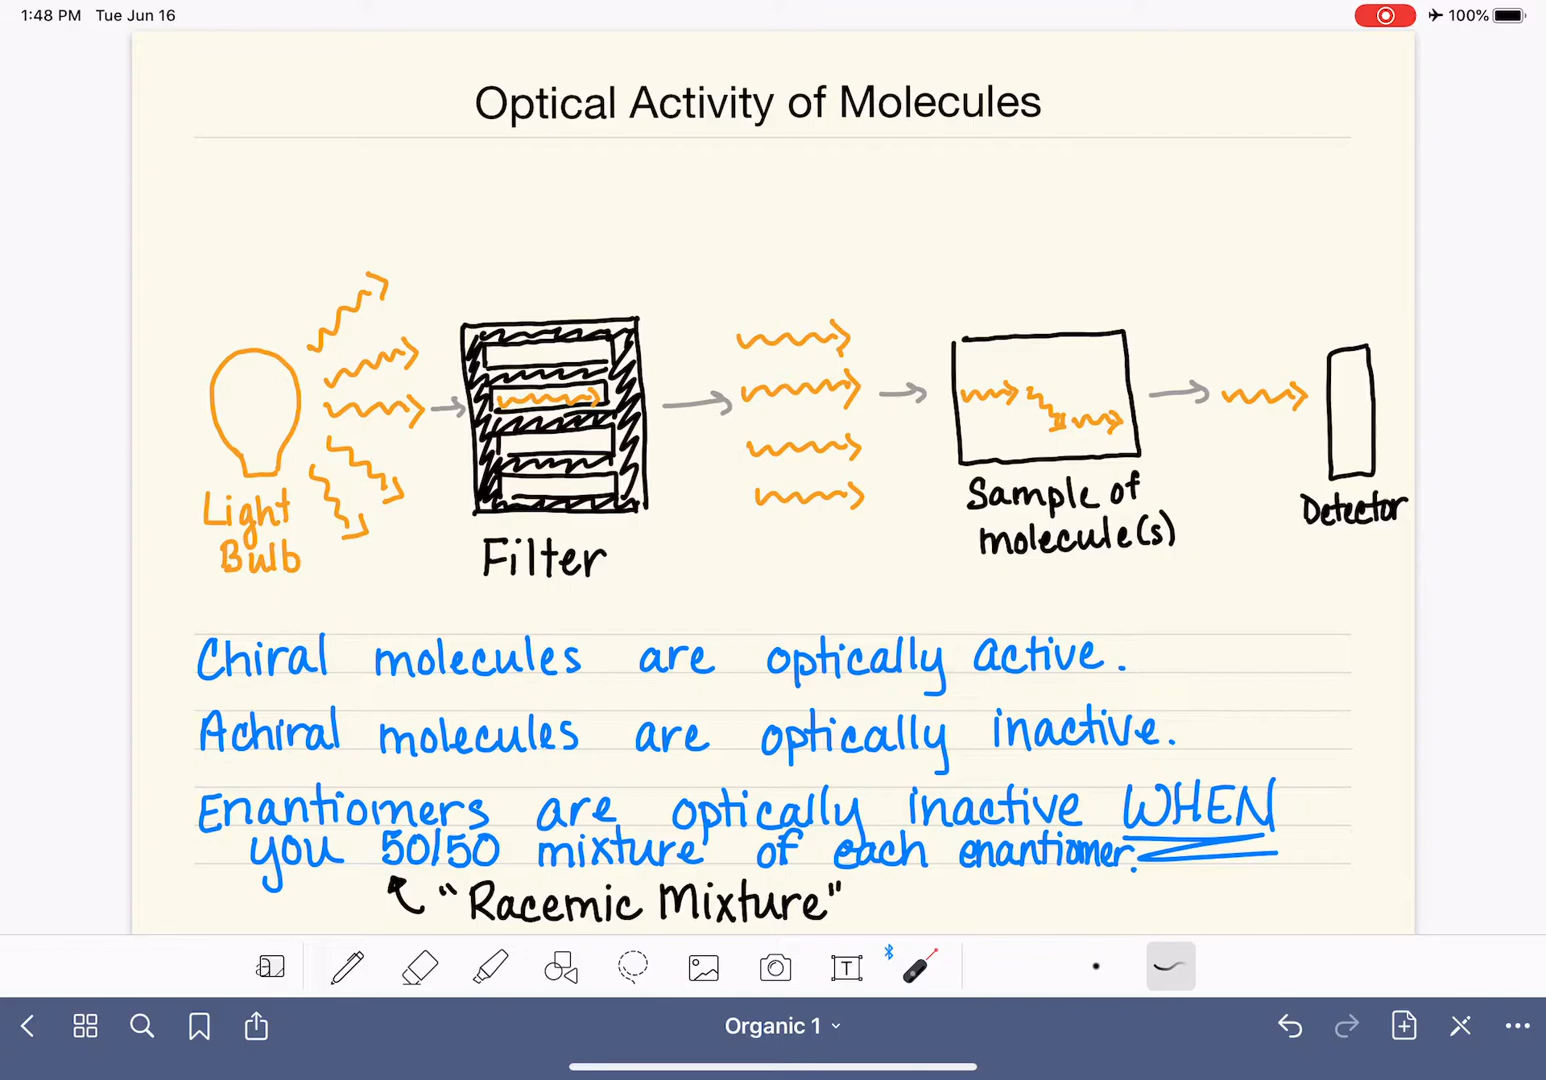 1:48 PM Tue Jun 16
100%
Optical Activity of Molecules
Light
Bulb
Filter
Sample of
molecule(s)
Detector
Chiral molecules are optically active.
Achiral molecules are optically inactive.
Enantiomers are optically inactive WHEN
you 50/50 mixture of each enantiomer.
"Racemic Mixture"
T
Organic 1